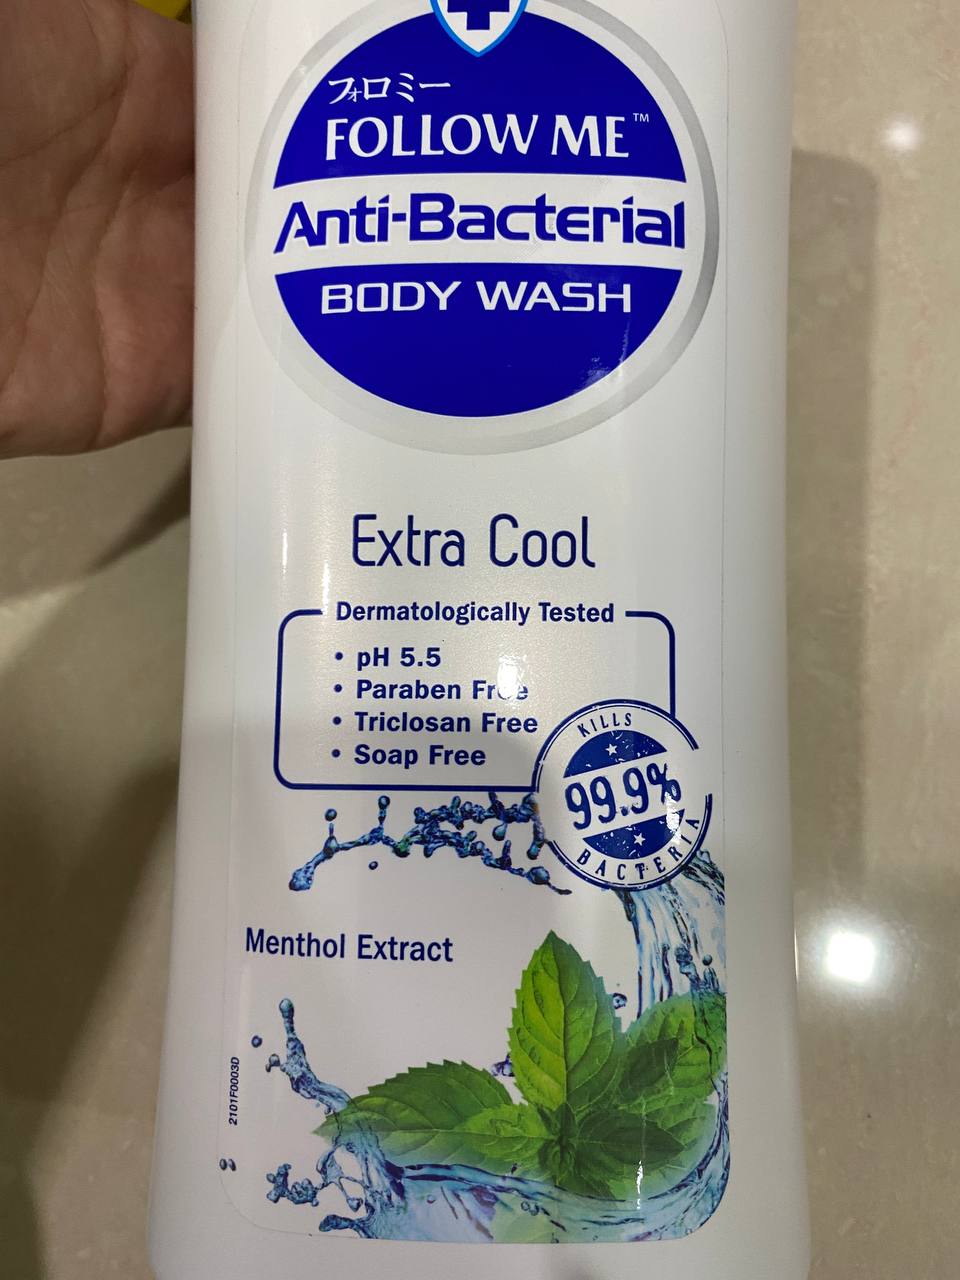 フォロミー
FOLLOW ME™
Anti-Bacterial
BODY WASH
Extra Cool
Dermatologically Tested
• pH 5.5
• Paraben Free
• Triclosan Free
• Soap Free
KILLS
99.9%
BACTERIA
Menthol Extract
2101F0003D